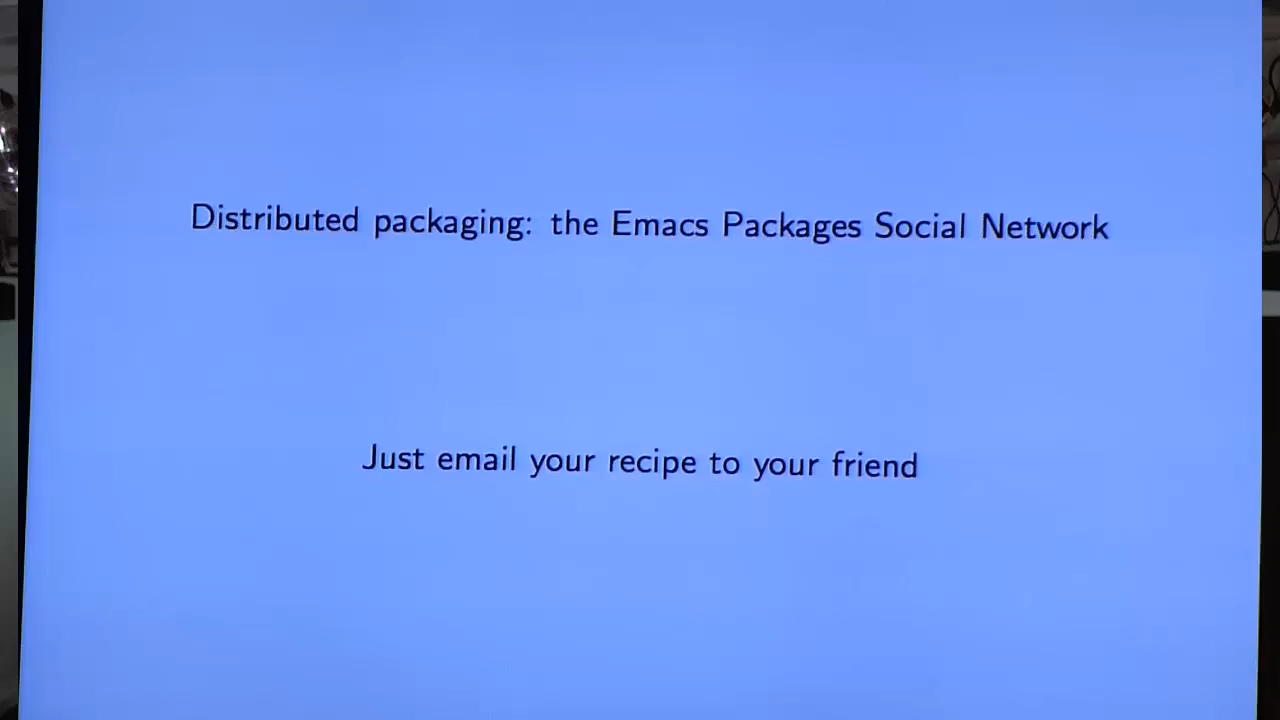 Distributed packaging: the Emacs Packages Social Network
Just email your recipe to your friend